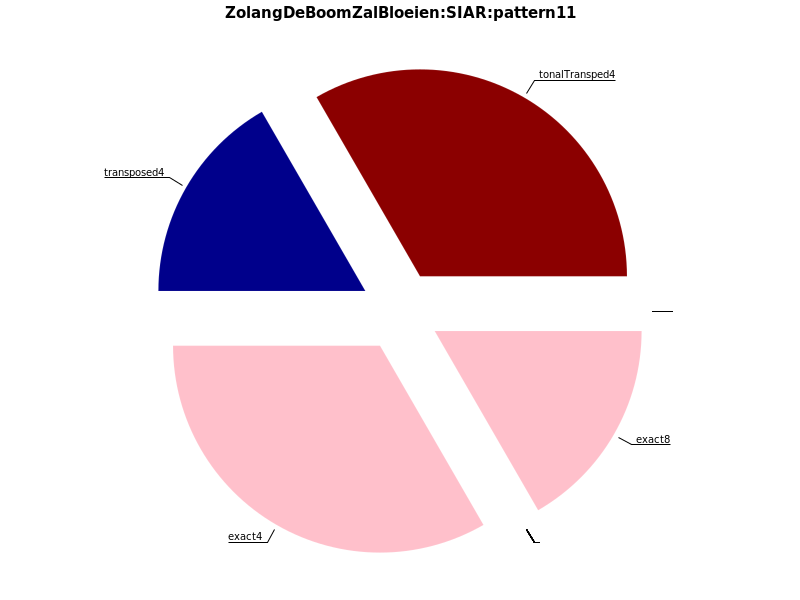 ZolangDeBoomZalBloeien:SIAR:pattern11
tonalTransped4
transposed4
exact8
exact4